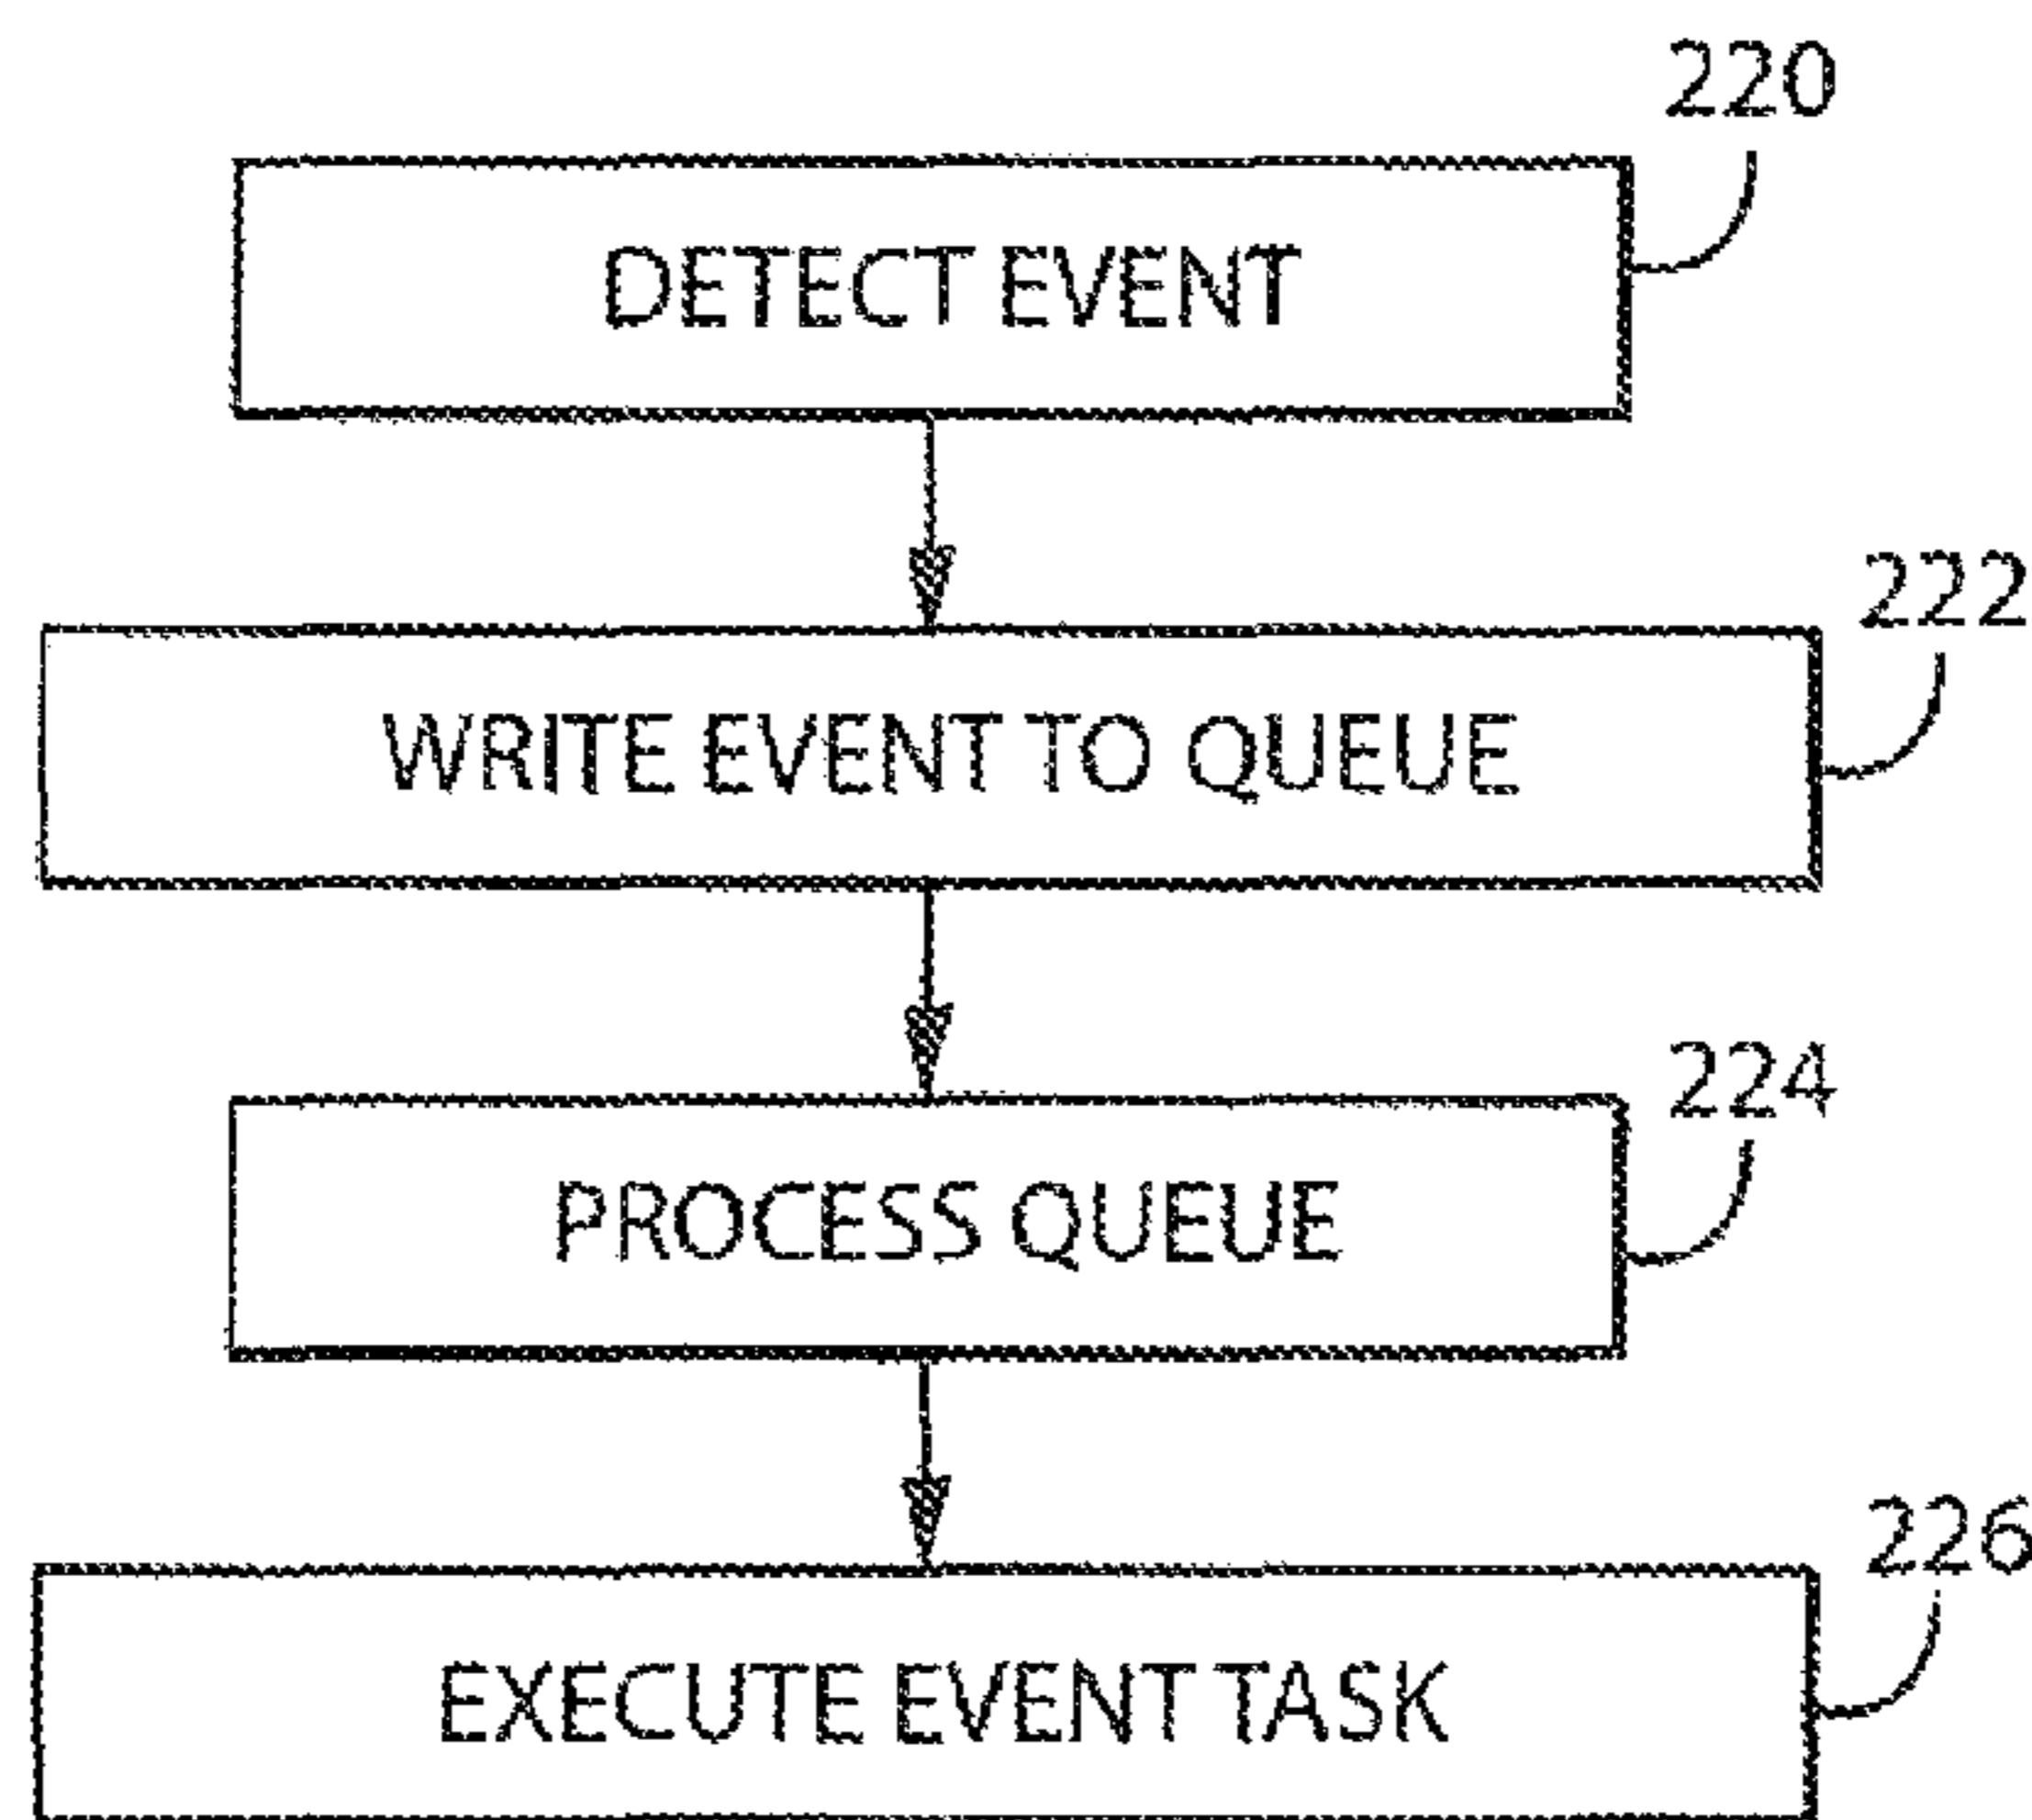 220
DETECT EVENT
222
WRITE EVENT TO QUEUE
224
PROCESS QUEUE
226
EXECUTE EVENT TASK